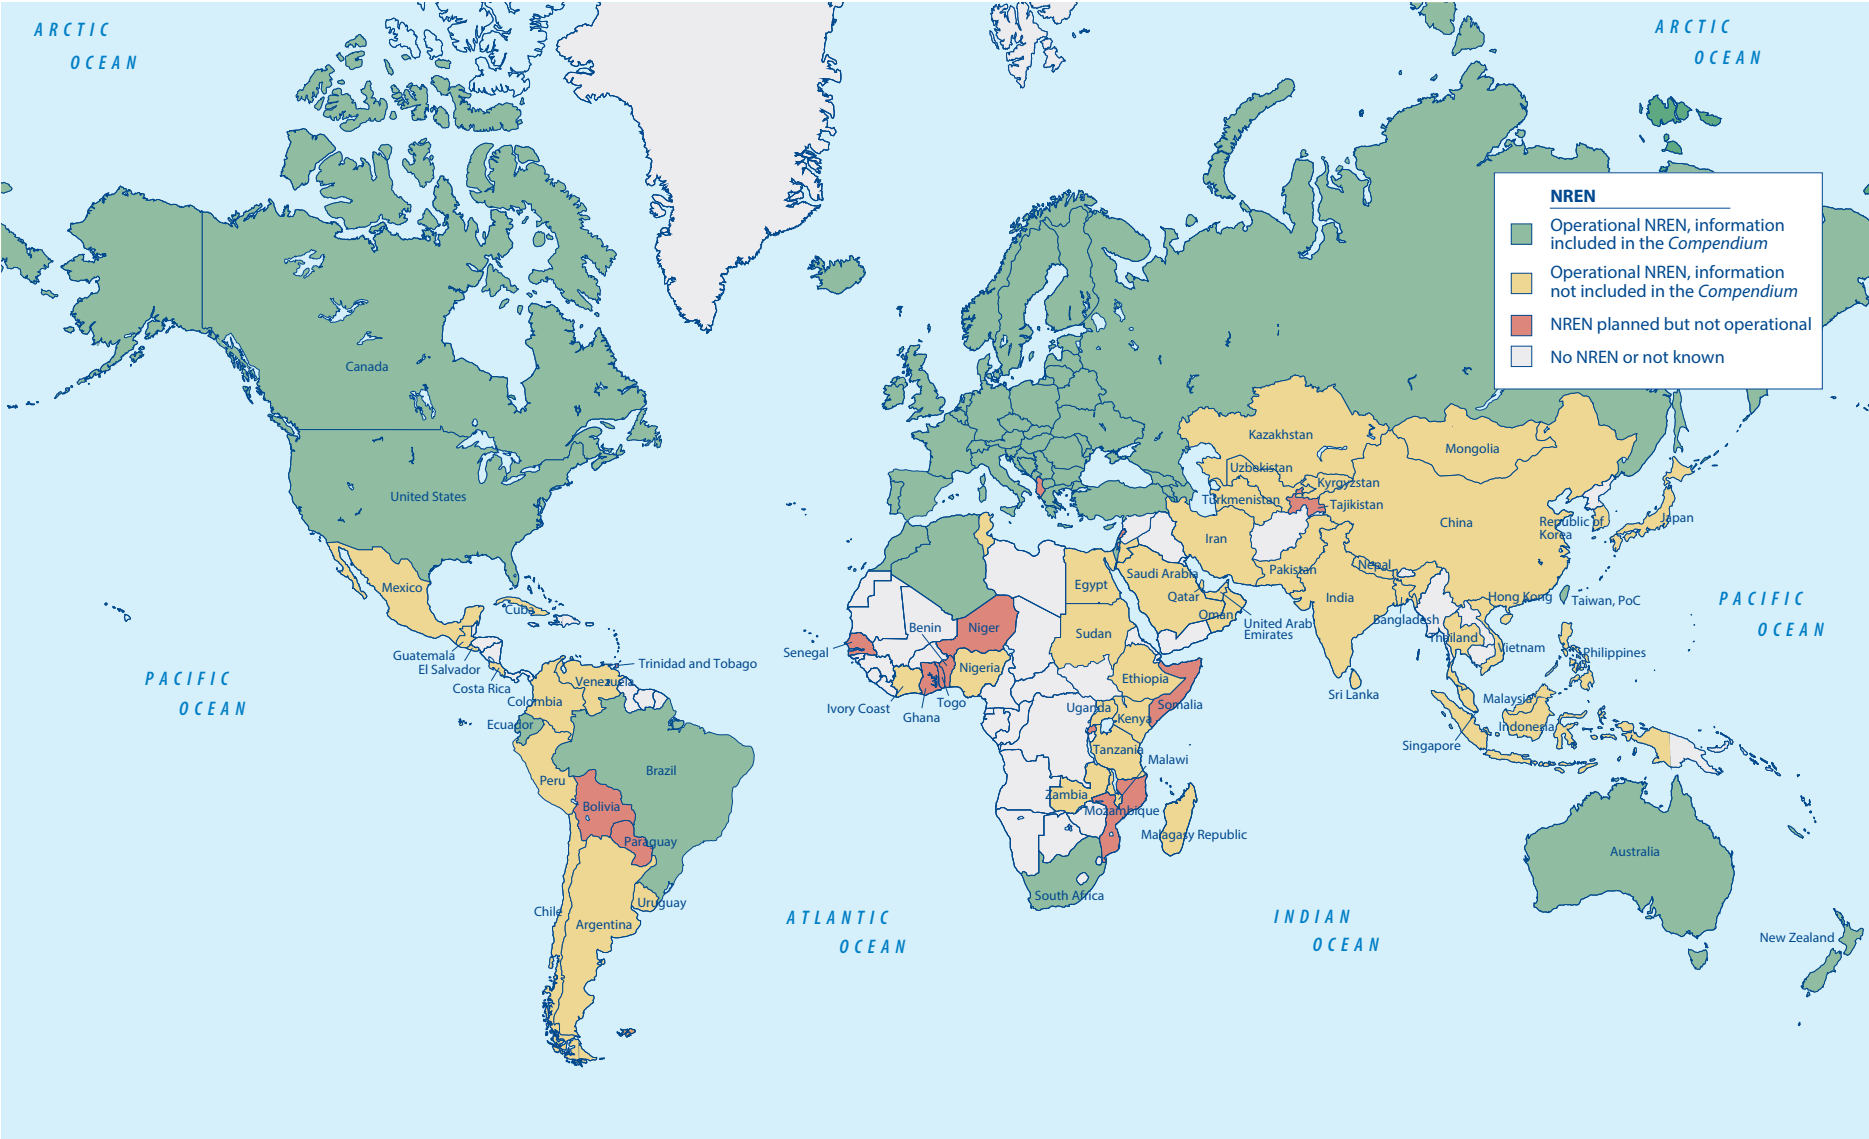 ARCTIC
OCEAN
ARCTIC
OCEAN
NREN
Operational NREN, information
included in the Compendium
Operational NREN, information
not included in the Compendium
NREN planned but not operational
No NREN or not known
Canada
United States
Mexico
Cuba
Guatemala
El Salvador
Costa Rica
Trinidad and Tobago
Venezuela
Colombia
Ecuador
Peru
Brazil
Bolivia
Paraguay
Chile
Uruguay
Argentina
PACIFIC
OCEAN
ATLANTIC
OCEAN
Senegal
Benin
Niger
Nigeria
Ivory Coast
Ghana
Togo
Egypt
Sudan
Ethiopia
Somalia
Uganda
Kenya
Tanzania
Malawi
Zambia
Mozambique
Malagasy Republic
South Africa
Kazakhstan
Uzbekistan
Turkmenistan
Kyrgyzstan
Tajikistan
Mongolia
China
Republic of
Korea
Japan
Iran
Saudi Arabia
Qatar
Oman
United Arab
Emirates
Pakistan
Nepal
India
Bangladesh
Sri Lanka
Hong Kong
Taiwan, PoC
Thailand
Vietnam
Philippines
Malaysia
Indonesia
Singapore
PACIFIC
OCEAN
INDIAN
OCEAN
Australia
New Zealand